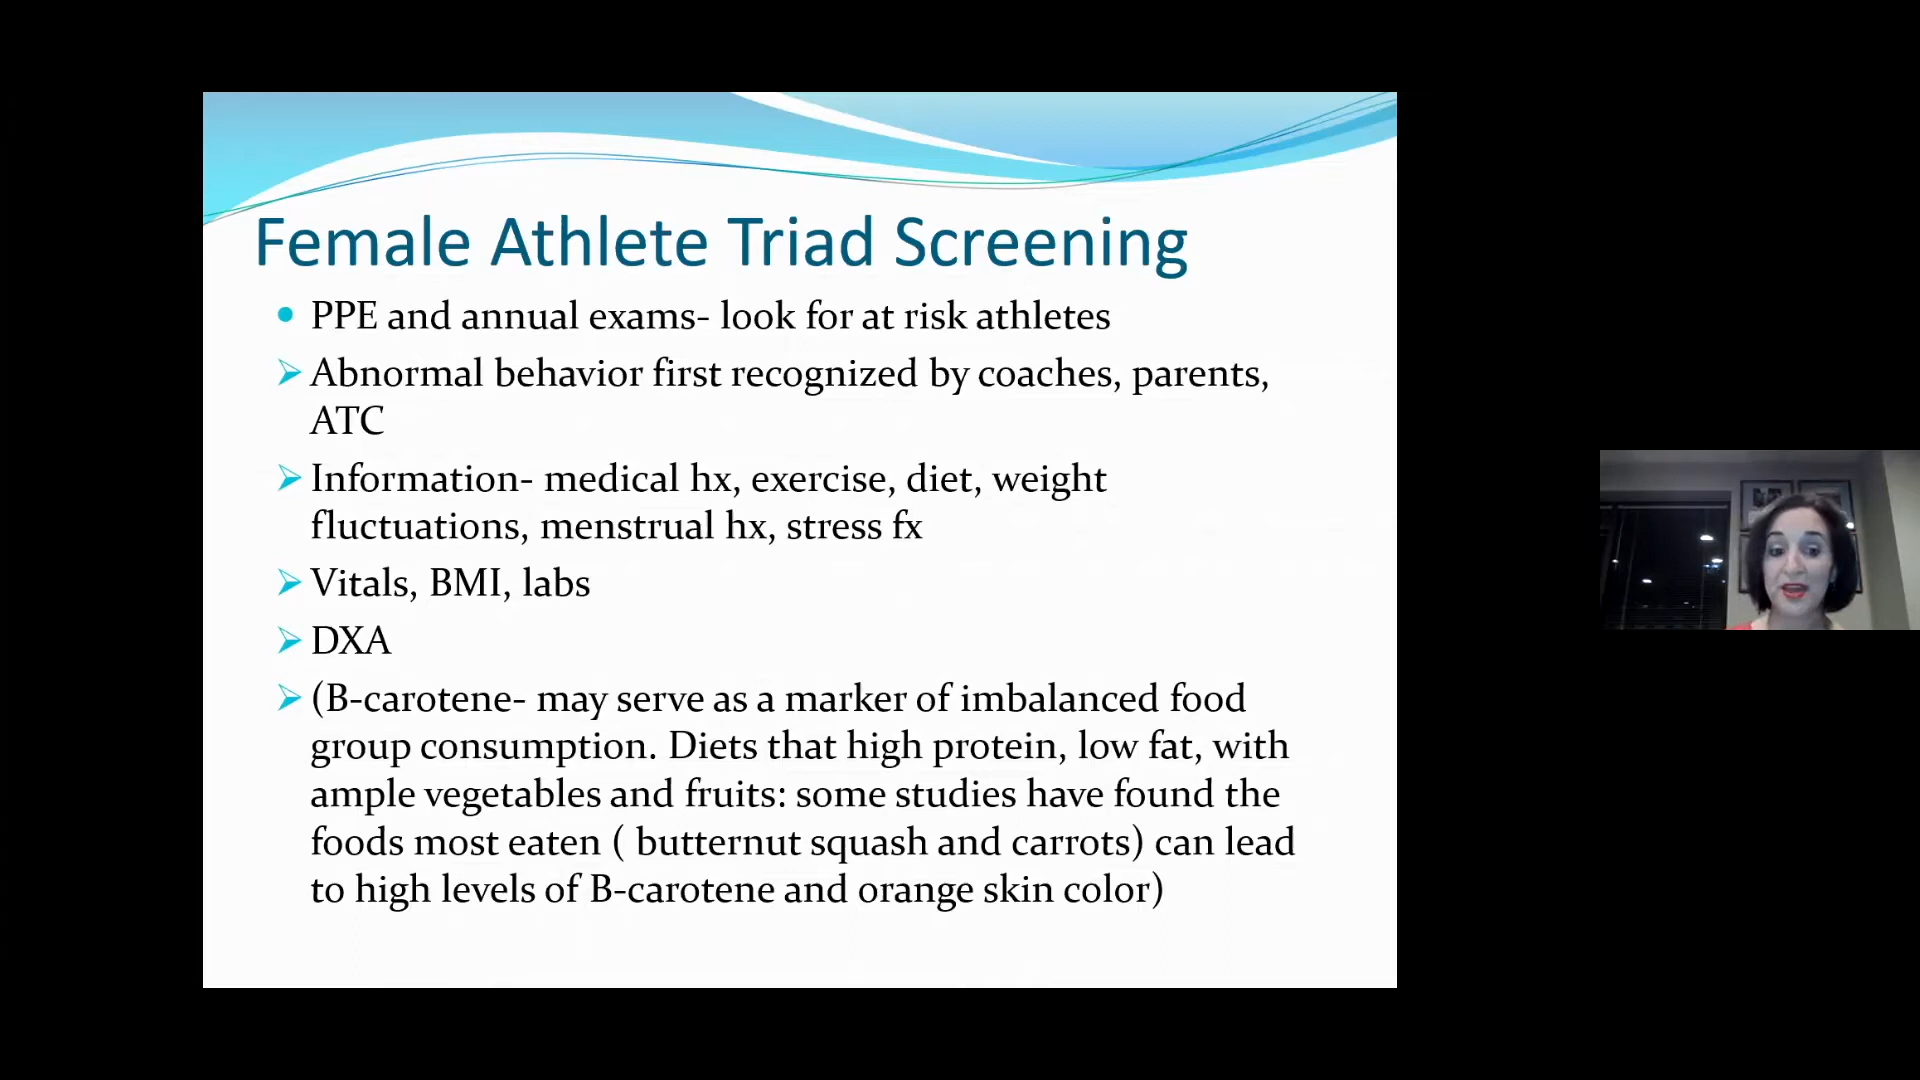 Female Athlete Triad Screening
PPE and annual exams- look for at risk athletes
Abnormal behavior first recognized by coaches, parents,
ATC
Information- medical hx, exercise, diet, weight
fluctuations, menstrual hx, stress fx
Vitals, BMI, labs
DXA
(B-carotene- may serve as a marker of imbalanced food
group consumption. Diets that high protein, low fat, with
ample vegetables and fruits: some studies have found the
foods most eaten ( butternut squash and carrots) can lead
to high levels of B-carotene and orange skin color)